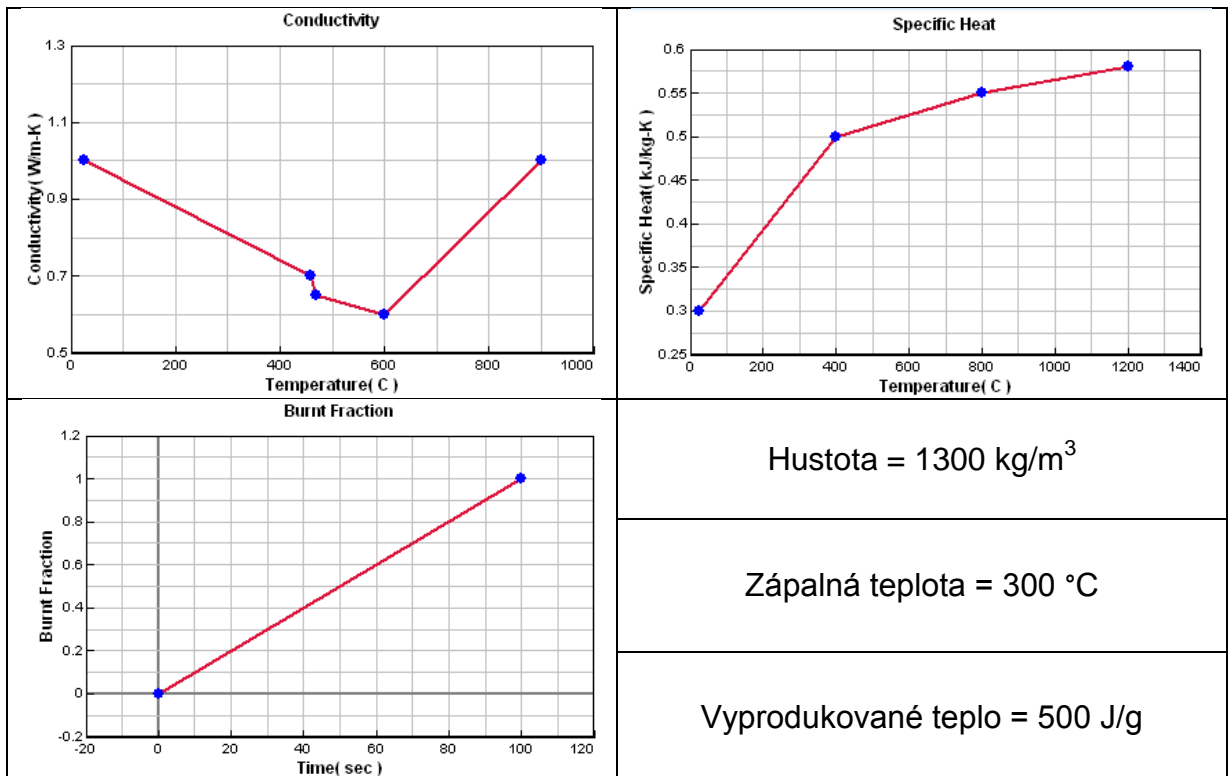 Conductivity
1.3
1.1
0.9
0.7
0.5
0 200 400 600 800 1000
Conductivity( W/m-K )
Temperature( C )
Specific Heat
0.6
0.55
0.5
0.45
0.4
0.35
0.3
0.25
0 200 400 600 800 1000 1200 1400
Specific Heat( kJ/kg-K )
Temperature( C )
Burnt Fraction
1.2
1
0.8
0.6
0.4
0.2
0
-0.2
-20 0 20 40 60 80 100 120
Burnt Fraction
Time( sec )
Hustota = 1300 kg/m³
Zápalná teplota = 300 °C
Vyprodukované teplo = 500 J/g